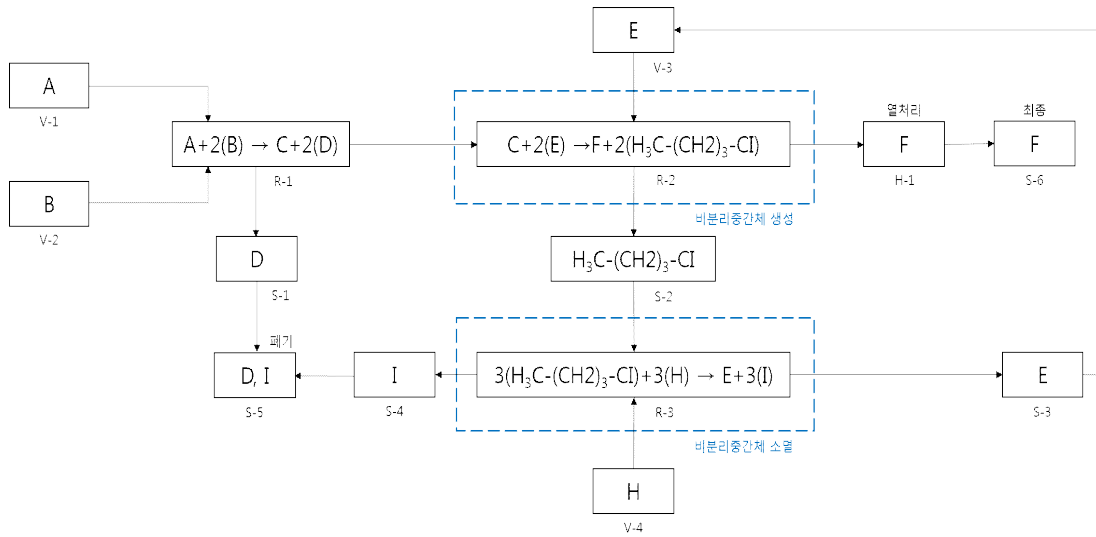 E
V-3
A
V-1
열처리
최종
A+2(B) → C+2(D)
R-1
C+2(E) →F+2(H₃C-(CH2)₃-CI)
R-2
F
H-1
F
S-6
B
V-2
비분리중간체 생성
D
S-1
H₃C-(CH2)₃-CI
S-2
폐기
D, I
S-5
I
S-4
3(H₃C-(CH2)₃-CI)+3(H) → E+3(I)
R-3
E
S-3
비분리중간체 소멸
H
V-4